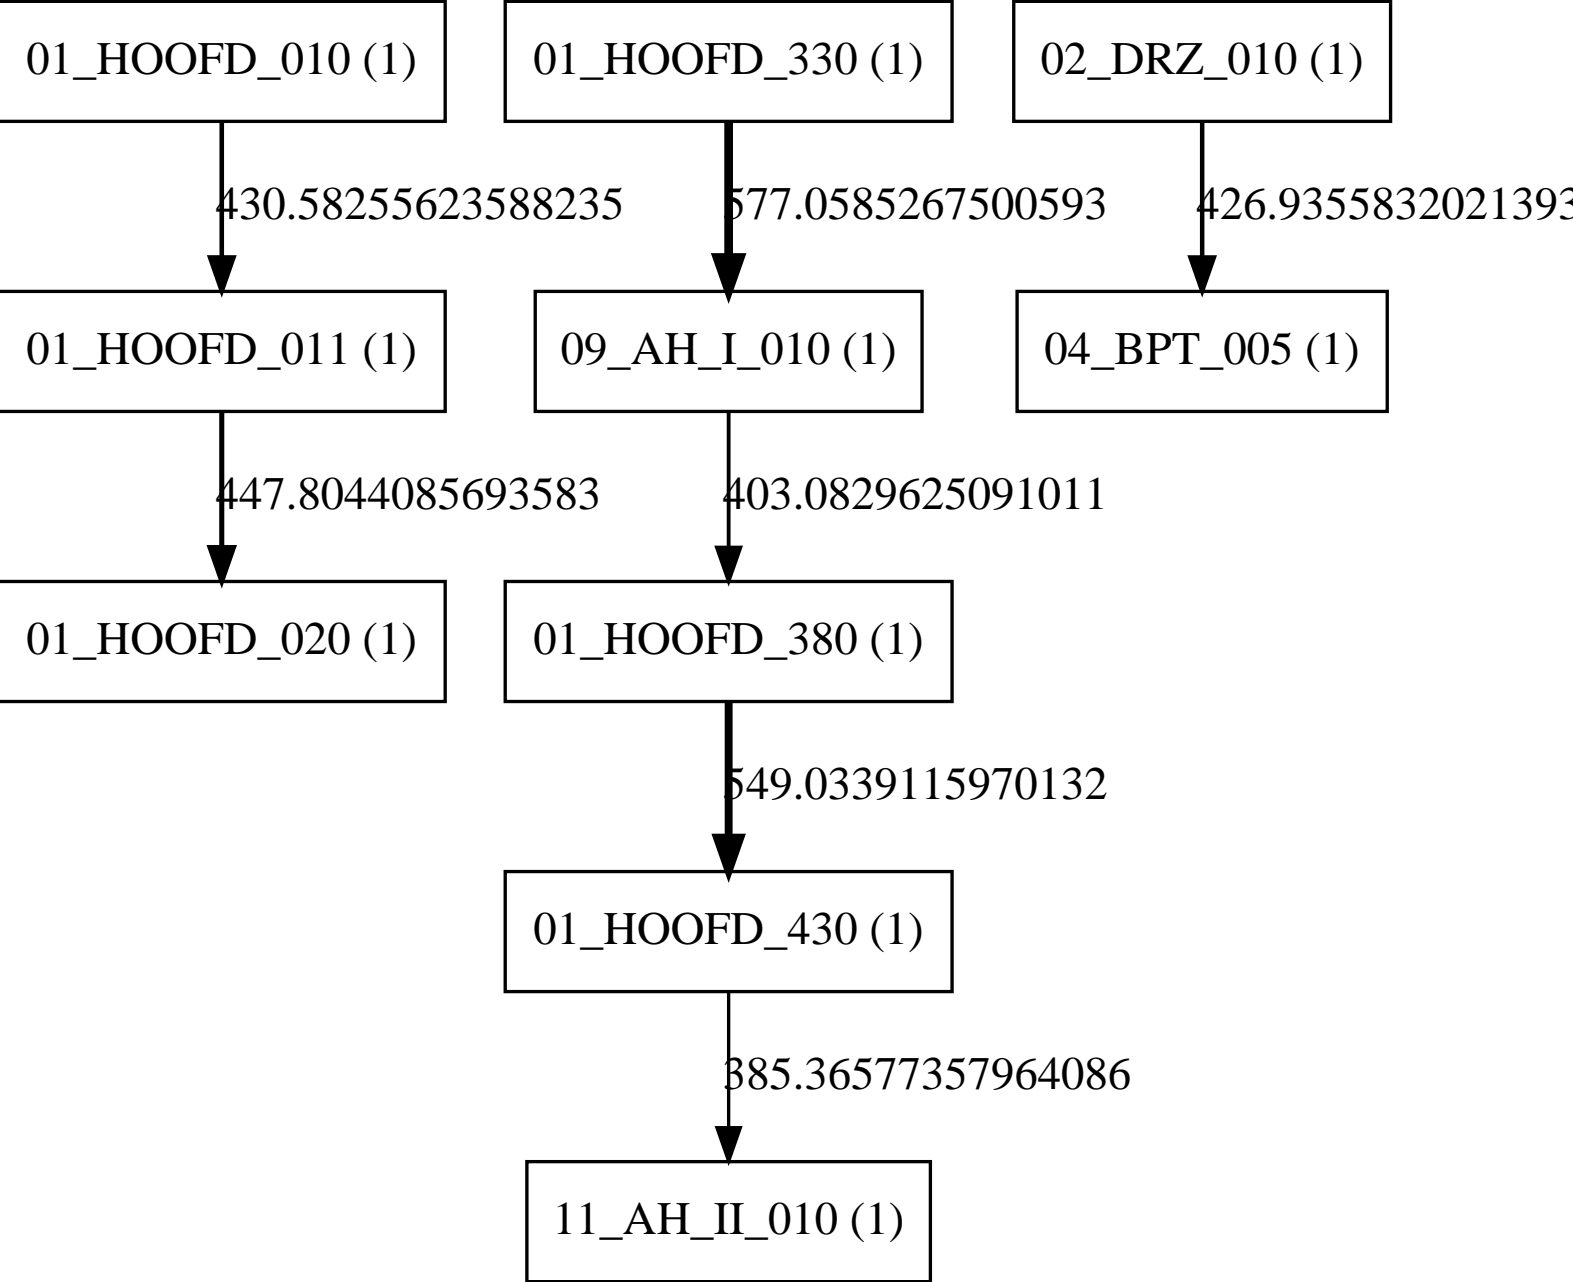 01_HOOFD_010 (1)
01_HOOFD_330 (1)
02_DRZ_010 (1)
430.58255623588235
577.0585267500593
426.9355832021393
01_HOOFD_011 (1)
09_AH_I_010 (1)
04_BPT_005 (1)
447.8044085693583
403.0829625091011
01_HOOFD_020 (1)
01_HOOFD_380 (1)
549.0339115970132
01_HOOFD_430 (1)
385.36577357964086
11_AH_II_010 (1)